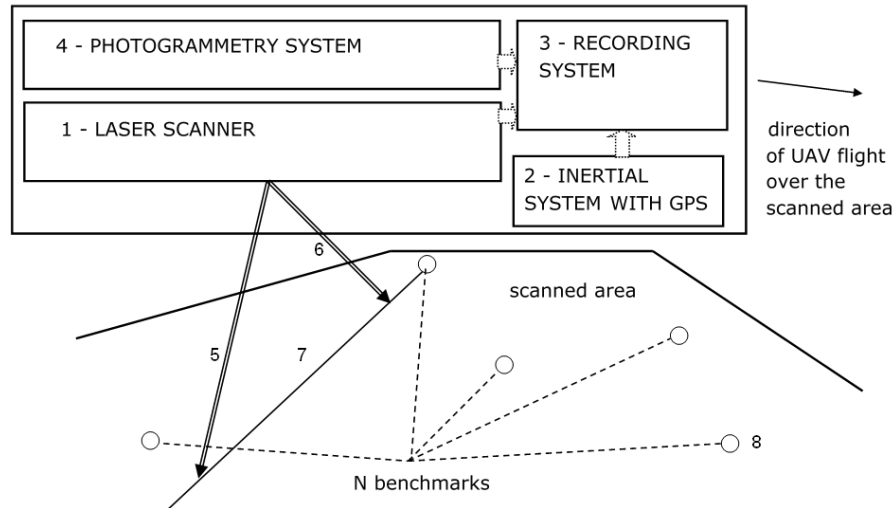 4 - PHOTOGRAMMETRY SYSTEM
3 - RECORDING
SYSTEM
1 - LASER SCANNER
2 - INERTIAL
SYSTEM WITH GPS
direction
of UAV flight
over the
scanned area
6
scanned area
5
7
8
N benchmarks